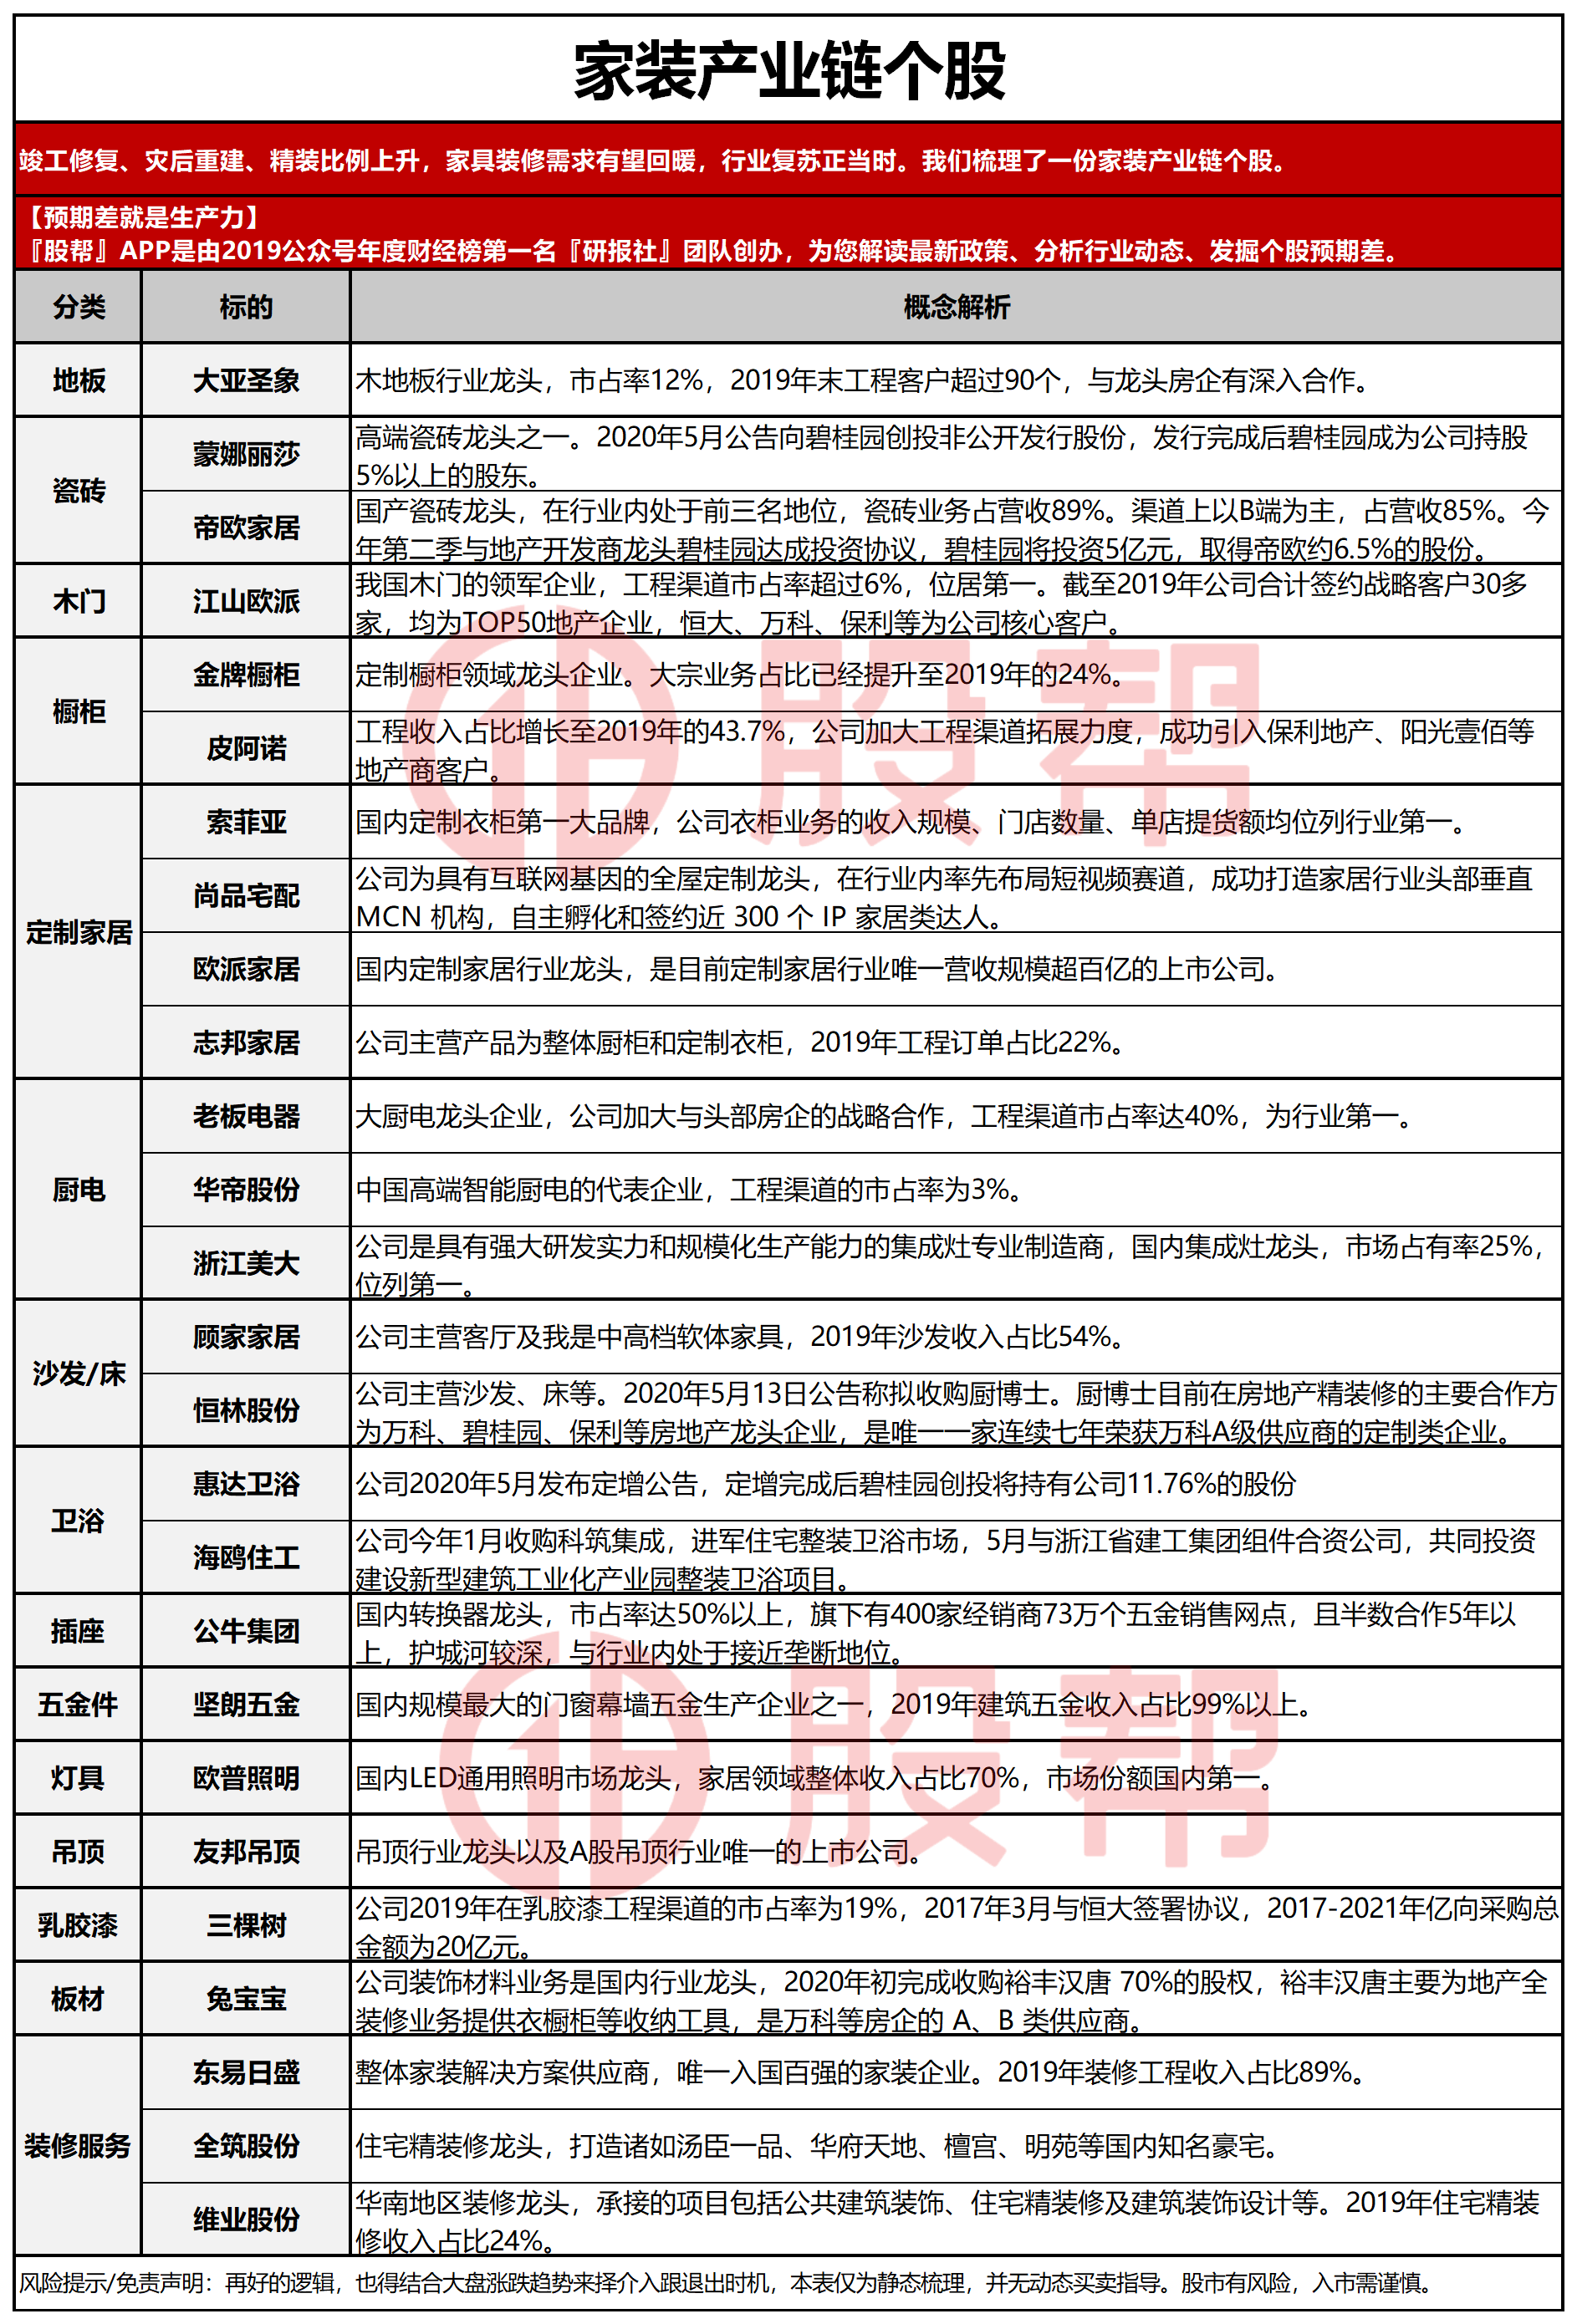 家装产业链个股
竣工修复、灾后重建、精装比例上升，家具装修需求有望回暖，行业复苏正当时。我们梳理了一份家装产业链个股。
【预期差就是生产力】
『股帮』APP是由2019公众号年度财经榜第一名『研报社』团队创办，为您解读最新政策、分析行业动态、发掘个股预期差。
分类 标的 概念解析
地板 大亚圣象 木地板行业龙头，市占率12%，2019年末工程客户超过90个，与龙头房企有深入合作。
瓷砖
蒙娜丽莎
高端瓷砖龙头之一。2020年5月公告向碧桂园创投非公开发行股份，发行完成后碧桂园成为公司持股
5%以上的股东。
帝欧家居
国产瓷砖龙头，在行业内处于前三名地位，瓷砖业务占营收89%。渠道上以B端为主，占营收85%。今
年第二季与地产开发商龙头碧桂园达成投资协议，碧桂园将投资5亿元，取得帝欧约6.5%的股份。
木门 江山欧派
我国木门的领军企业，工程渠道市占率超过6%，位居第一。截至2019年公司合计签约战略客户30多
家，均为TOP50地产企业，恒大、万科、保利等为公司核心客户。
橱柜
金牌橱柜 定制橱柜领域龙头企业。大宗业务占比已经提升至2019年的24%。
皮阿诺
工程收入占比增长至2019年的43.7%，公司加大工程渠道拓展力度，成功引入保利地产、阳光壹佰等
地产商客户。
定制家居
索菲亚 国内定制衣柜第一大品牌，公司衣柜业务的收入规模、门店数量、单店提货额均位列行业第一。
尚品宅配
公司为具有互联网基因的全屋定制龙头，在行业内率先布局短视频赛道，成功打造家居行业头部垂直
MCN 机构，自主孵化和签约近 300 个 IP 家居类达人。
欧派家居 国内定制家居行业龙头，是目前定制家居行业唯一营收规模超百亿的上市公司。
志邦家居 公司主营产品为整体厨柜和定制衣柜，2019年工程订单占比22%。
厨电
老板电器 大厨电龙头企业，公司加大与头部房企的战略合作，工程渠道市占率达40%，为行业第一。
华帝股份 中国高端智能厨电的代表企业，工程渠道的市占率为3%。
浙江美大
公司是具有强大研发实力和规模化生产能力的集成灶专业制造商，国内集成灶龙头，市场占有率25%，
位列第一。
沙发/床
顾家家居 公司主营客厅及我是中高档软体家具，2019年沙发收入占比54%。
恒林股份
公司主营沙发、床等。2020年5月13日公告称拟收购厨博士。厨博士目前在房地产精装修的主要合作方
为万科、碧桂园、保利等房地产龙头企业，是唯一一家连续七年荣获万科A级供应商的定制类企业。
卫浴
惠达卫浴 公司2020年5月发布定增公告，定增完成后碧桂园创投将持有公司11.76%的股份
海鸥住工
公司今年1月收购科筑集成，进军住宅整装卫浴市场，5月与浙江省建工集团组件合资公司，共同投资
建设新型建筑工业化产业园整装卫浴项目。
插座 公牛集团
国内转换器龙头，市占率达50%以上，旗下有400家经销商73万个五金销售网点，且半数合作5年以
上，护城河较深，与行业内处于接近垄断地位。
五金件 坚朗五金 国内规模最大的门窗幕墙五金生产企业之一，2019年建筑五金收入占比99%以上。
灯具 欧普照明 国内LED通用照明市场龙头，家居领域整体收入占比70%，市场份额国内第一。
吊顶 友邦吊顶 吊顶行业龙头以及A股吊顶行业唯一的上市公司。
乳胶漆 三棵树
公司2019年在乳胶漆工程渠道的市占率为19%，2017年3月与恒大签署协议，2017-2021年亿向采购总
金额为20亿元。
板材 兔宝宝
公司装饰材料业务是国内行业龙头，2020年初完成收购裕丰汉唐 70%的股权，裕丰汉唐主要为地产全
装修业务提供衣橱柜等收纳工具，是万科等房企的 A、B 类供应商。
装修服务
东易日盛 整体家装解决方案供应商，唯一入国百强的家装企业。2019年装修工程收入占比89%。
全筑股份 住宅精装修龙头，打造诸如汤臣一品、华府天地、檀宫、明苑等国内知名豪宅。
维业股份
华南地区装修龙头，承接的项目包括公共建筑装饰、住宅精装修及建筑装饰设计等。2019年住宅精装
修收入占比24%。
风险提示/免责声明：再好的逻辑，也得结合大盘涨跌趋势来择介入跟退出时机，本表仅为静态梳理，并无动态买卖指导。股市有风险，入市需谨慎。
股帮
股帮